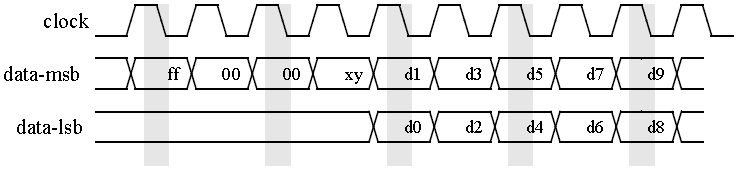 clock
data-msb ff 00 00 xy d1 d3 d5 d7 d9
data-lsb d0 d2 d4 d6 d8